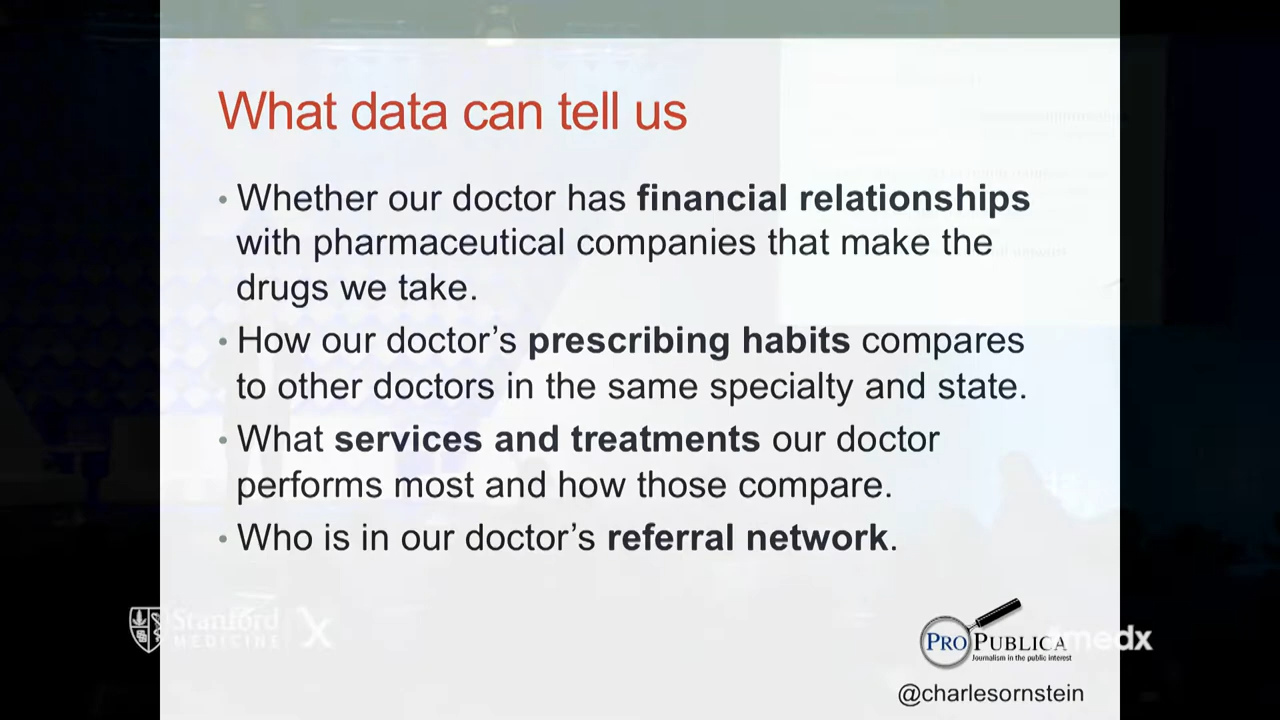 What data can tell us
• Whether our doctor has financial relationships
with pharmaceutical companies that make the
drugs we take.
• How our doctor’s prescribing habits compares
to other doctors in the same specialty and state.
• What services and treatments our doctor
performs most and how those compare.
• Who is in our doctor’s referral network.
Stanford
MEDICINE X
PROPUBLICA
Journalism in the public interest
medx
@charlesornstein